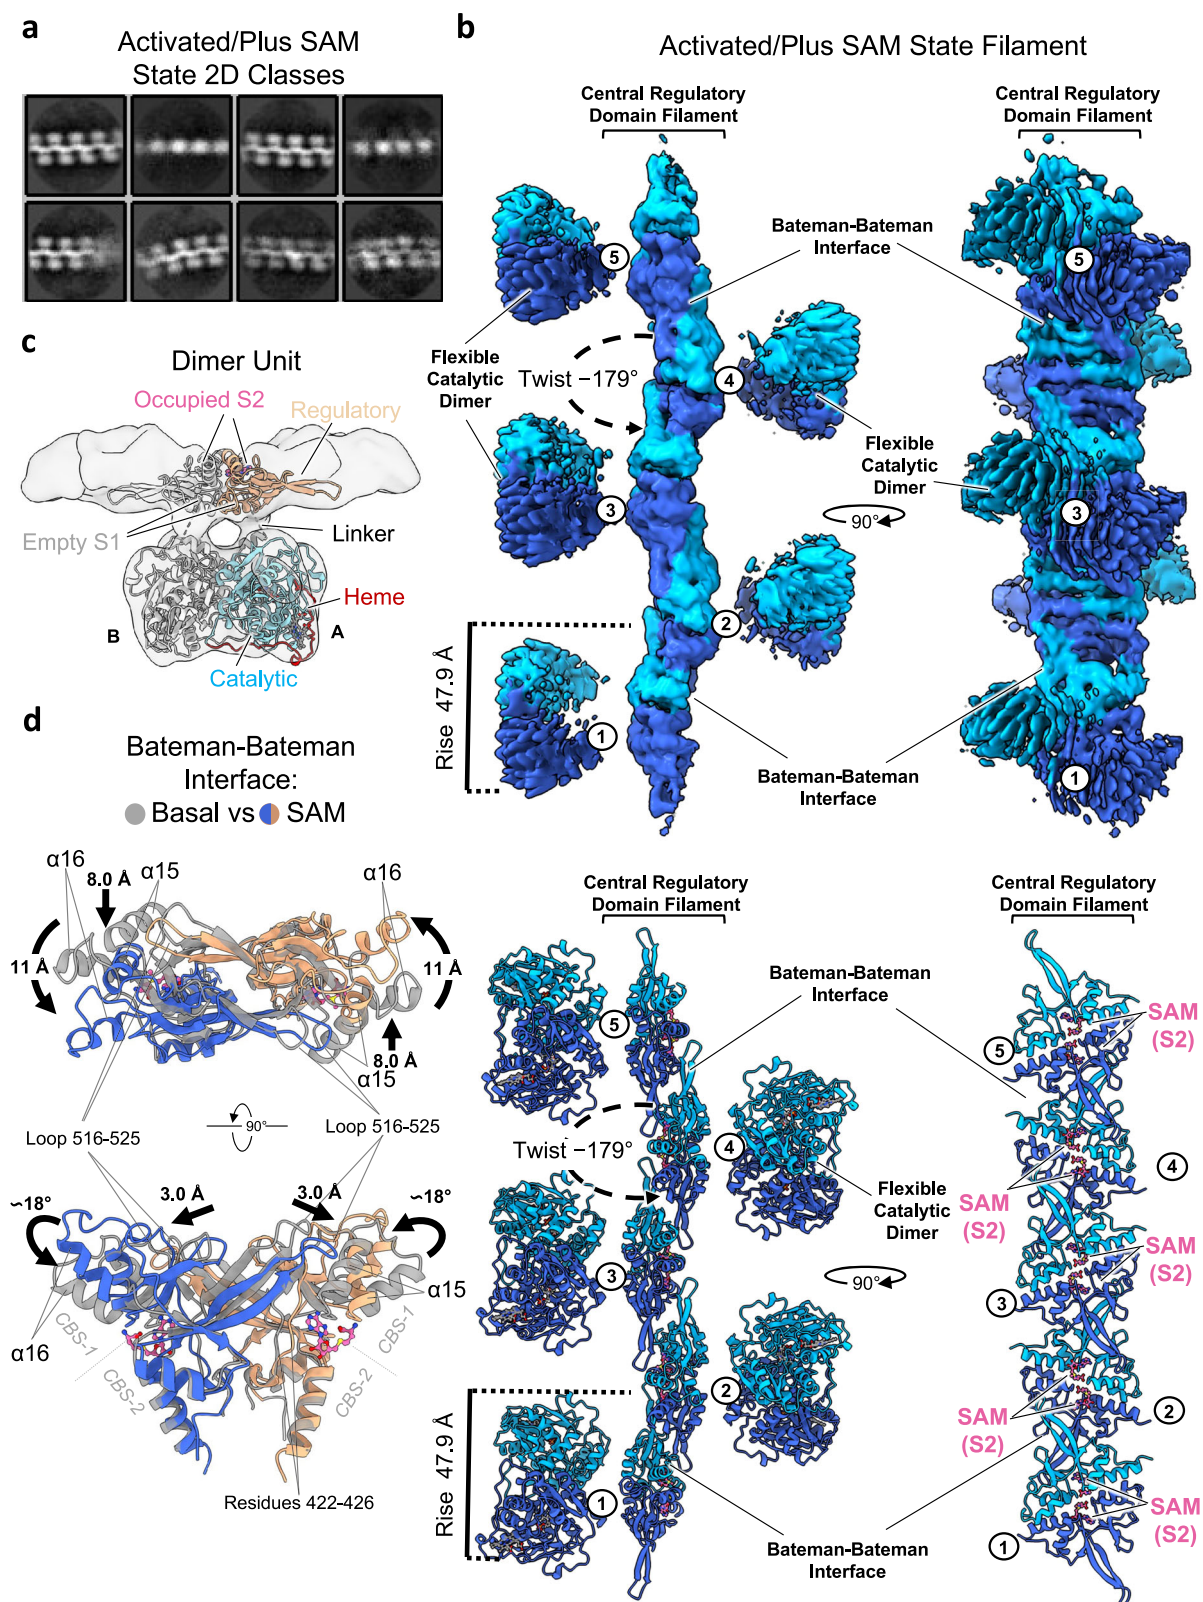 a
Activated/Plus SAM
State 2D Classes
b
Activated/Plus SAM State Filament
Central Regulatory
Domain Filament
Central Regulatory
Domain Filament
Bateman-Bateman
Interface
5
5
Flexible
Catalytic
Dimer
Twist −179°
4
Flexible
Catalytic
Dimer
3
90°
3
2
Rise 47.9 Å
1
Bateman-Bateman
Interface
1
c
Dimer Unit
Occupied S2
Regulatory
Empty S1
Linker
Heme
B
A
Catalytic
d
Bateman-Bateman
Interface:
Basal vs SAM
α16
α15
α16
8.0 Å
11 Å
11 Å
8.0 Å
α15
Loop 516-525
90°
Loop 516-525
~18°
3.0 Å
3.0 Å
~18°
α15
α16
CBS-1
CBS-1
CBS-2
CBS-2
Residues 422-426
Central Regulatory
Domain Filament
Central Regulatory
Domain Filament
Bateman-Bateman
Interface
SAM
(S2)
5
5
Twist −179°
4
4
Flexible
Catalytic
Dimer
SAM
(S2)
SAM
(S2)
3
90°
3
2
2
SAM
(S2)
Rise 47.9 Å
SAM
(S2)
1
Bateman-Bateman
Interface
1